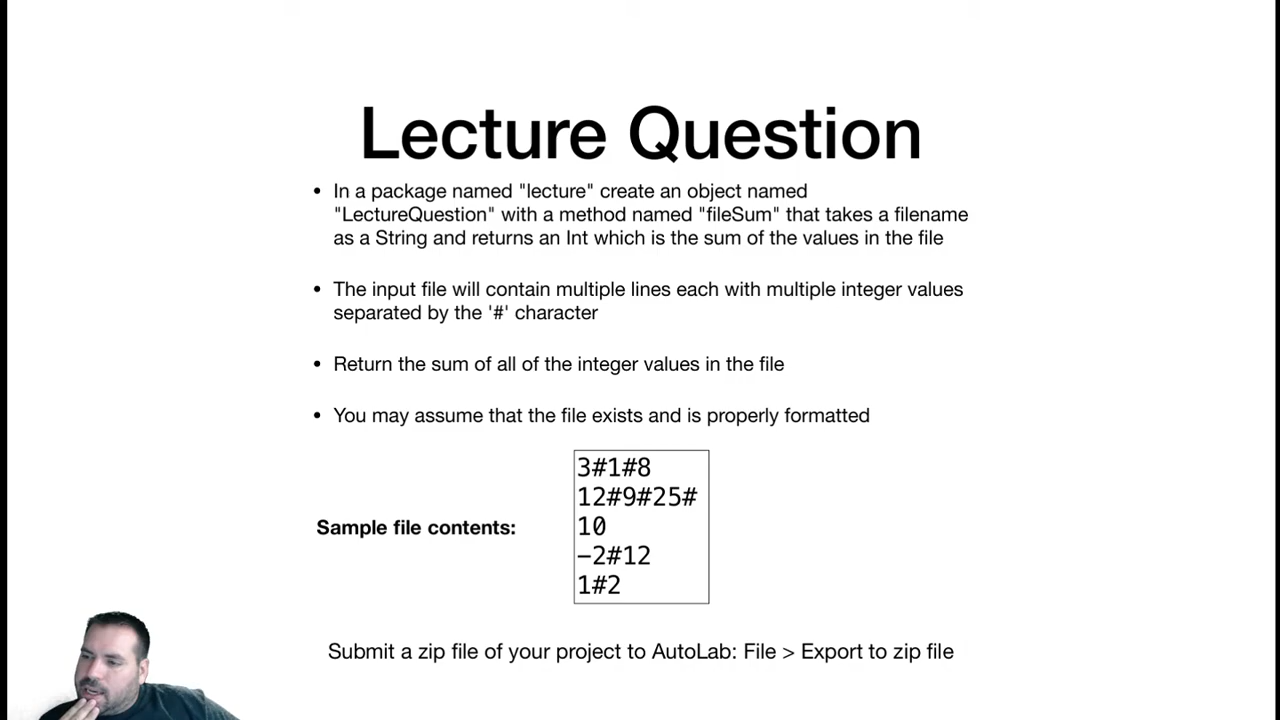 Lecture Question
• In a package named "lecture" create an object named
"LectureQuestion" with a method named "fileSum" that takes a filename
as a String and returns an Int which is the sum of the values in the file
• The input file will contain multiple lines each with multiple integer values
separated by the '#' character
• Return the sum of all of the integer values in the file
• You may assume that the file exists and is properly formatted
Sample file contents:
3#1#8
12#9#25#
10
-2#12
1#2
Submit a zip file of your project to AutoLab: File > Export to zip file